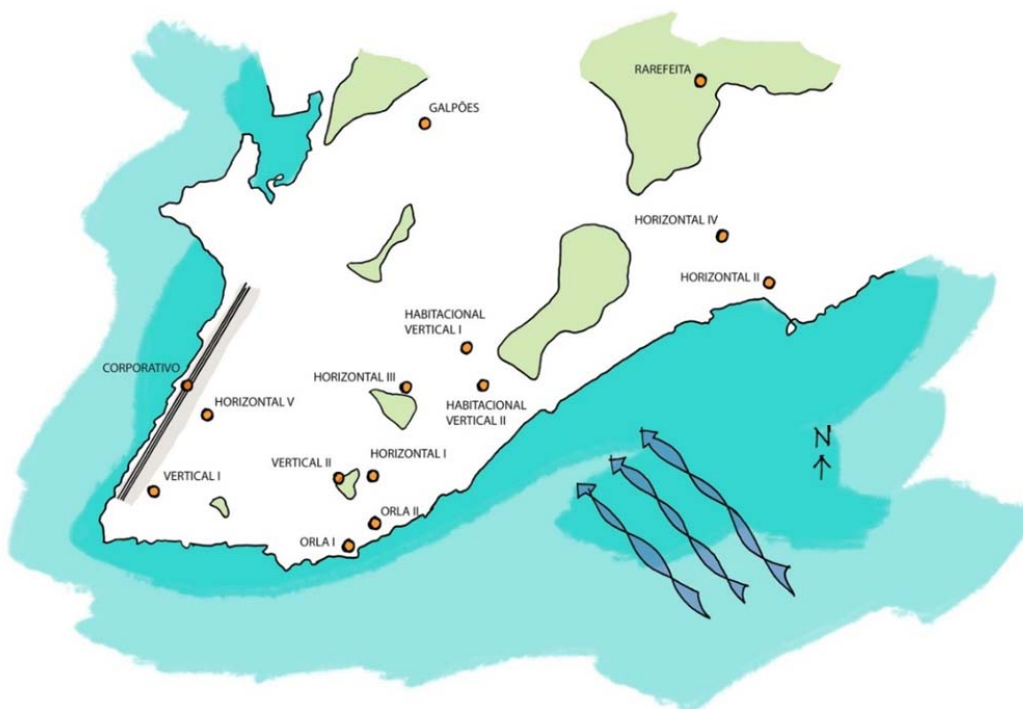 RAREFEITA
GALPÕES
HORIZONTAL IV
HORIZONTAL II
HABITACIONAL
VERTICAL I
CORPORATIVO
HORIZONTAL III
HORIZONTAL V
HABITACIONAL
VERTICAL II
N
VERTICAL II
HORIZONTAL I
VERTICAL I
ORLA II
ORLA I